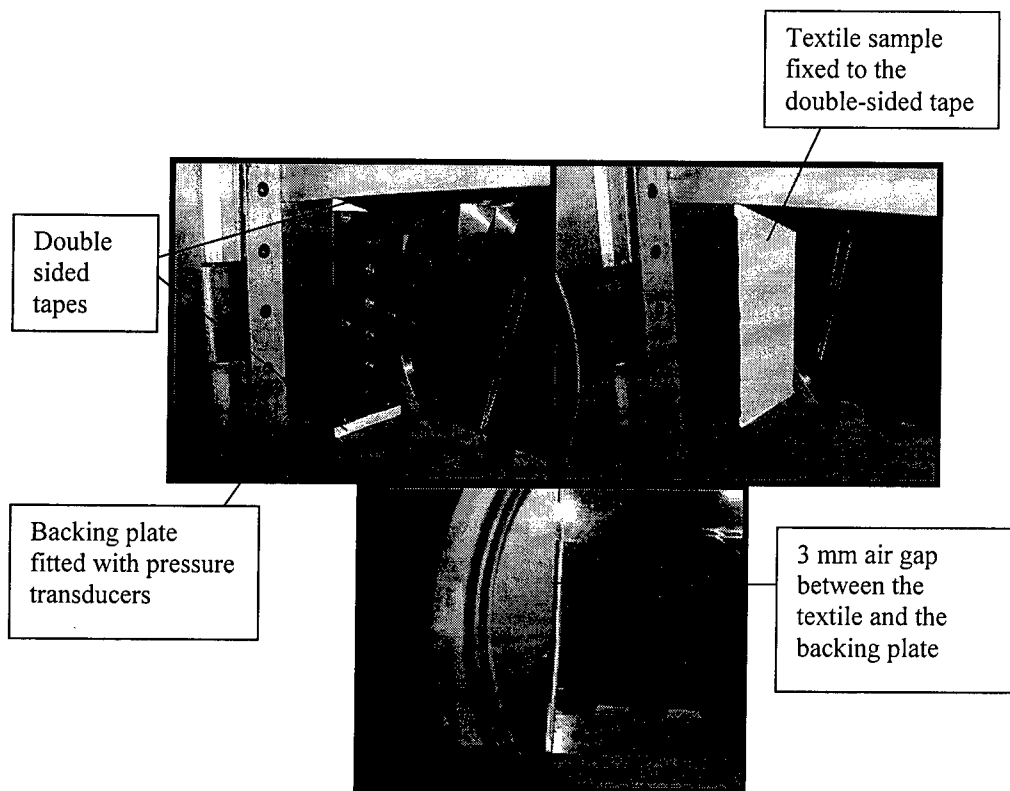 Textile sample
fixed to the
double-sided tape
Double
sided
tapes
Backing plate
fitted with pressure
transducers
3 mm air gap
between the
textile and the
backing plate